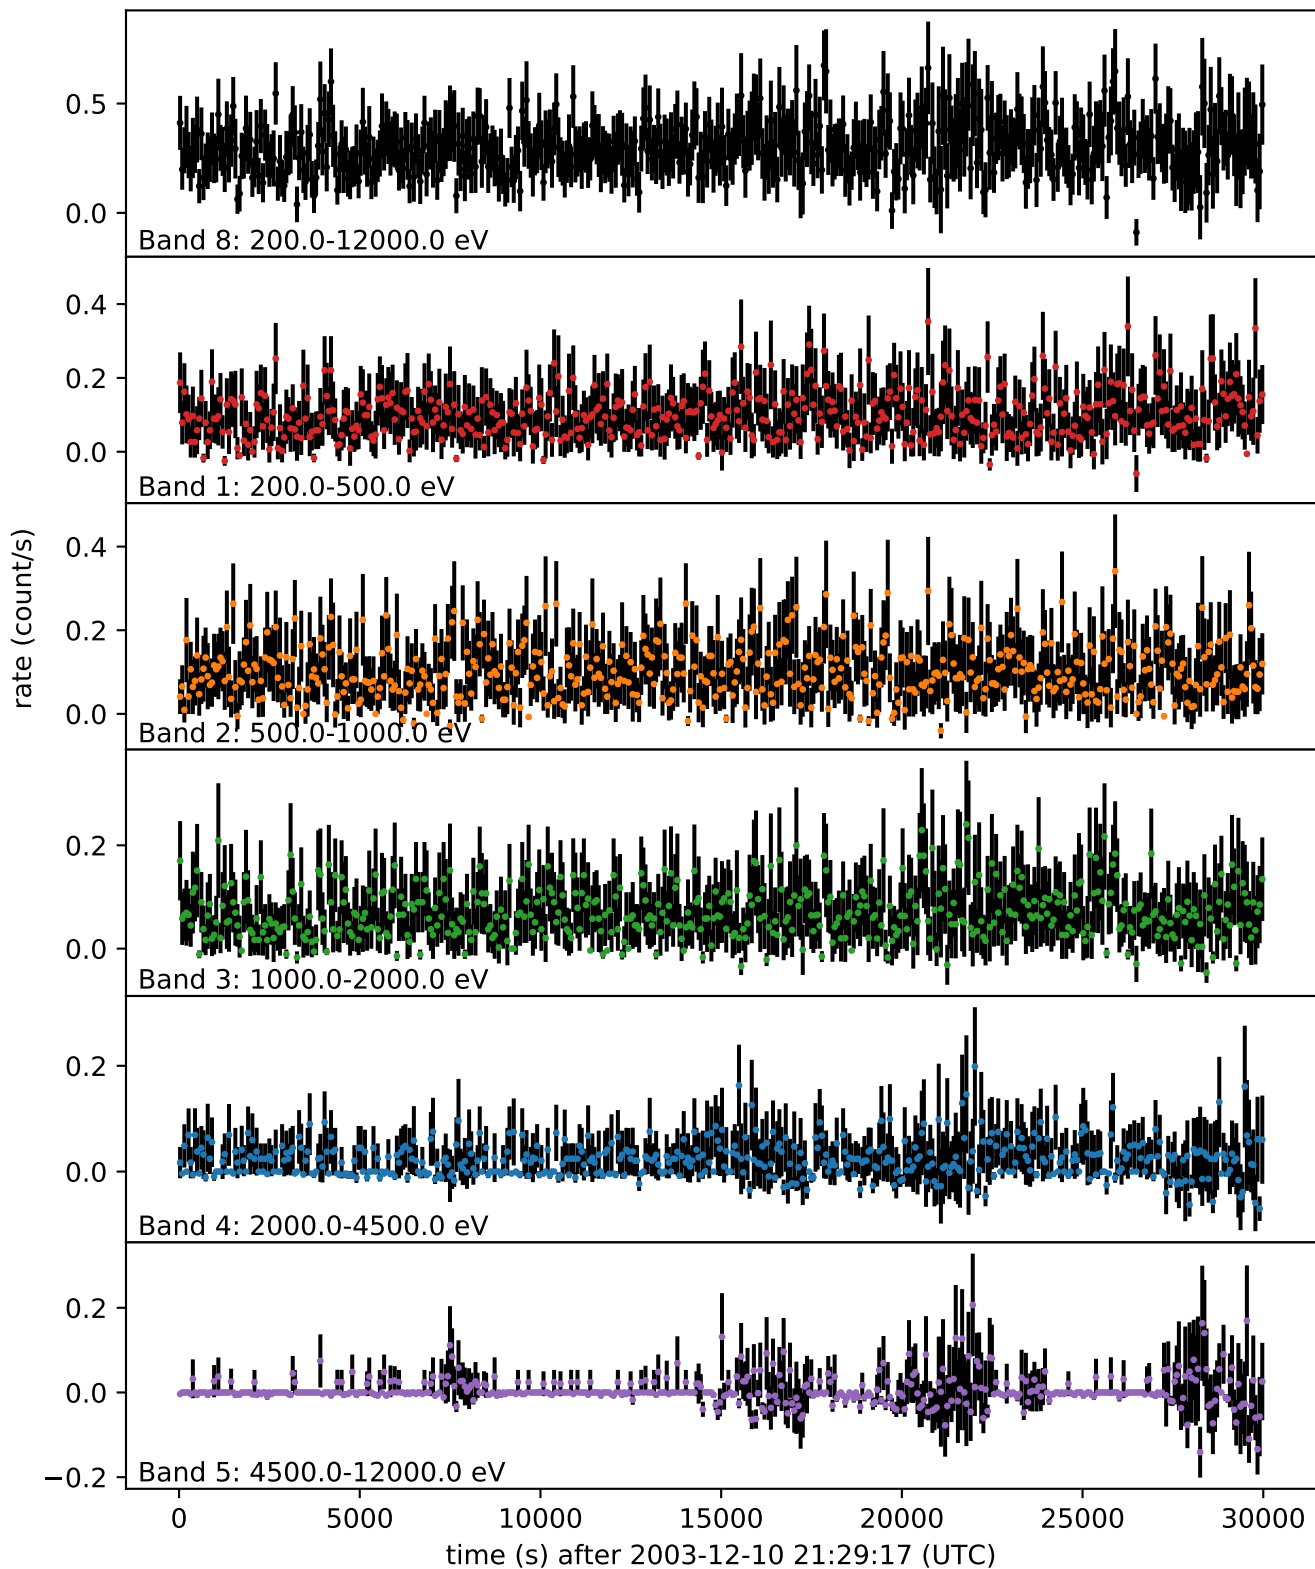 0.5
0.0
Band 8: 200.0-12000.0 eV
0.4
0.2
0.0
Band 1: 200.0-500.0 eV
rate (count/s)
0.4
0.2
0.0
Band 2: 500.0-1000.0 eV
0.2
0.0
Band 3: 1000.0-2000.0 eV
0.2
0.0
Band 4: 2000.0-4500.0 eV
0.2
0.0
−0.2
Band 5: 4500.0-12000.0 eV
0 5000 10000 15000 20000 25000 30000
time (s) after 2003-12-10 21:29:17 (UTC)